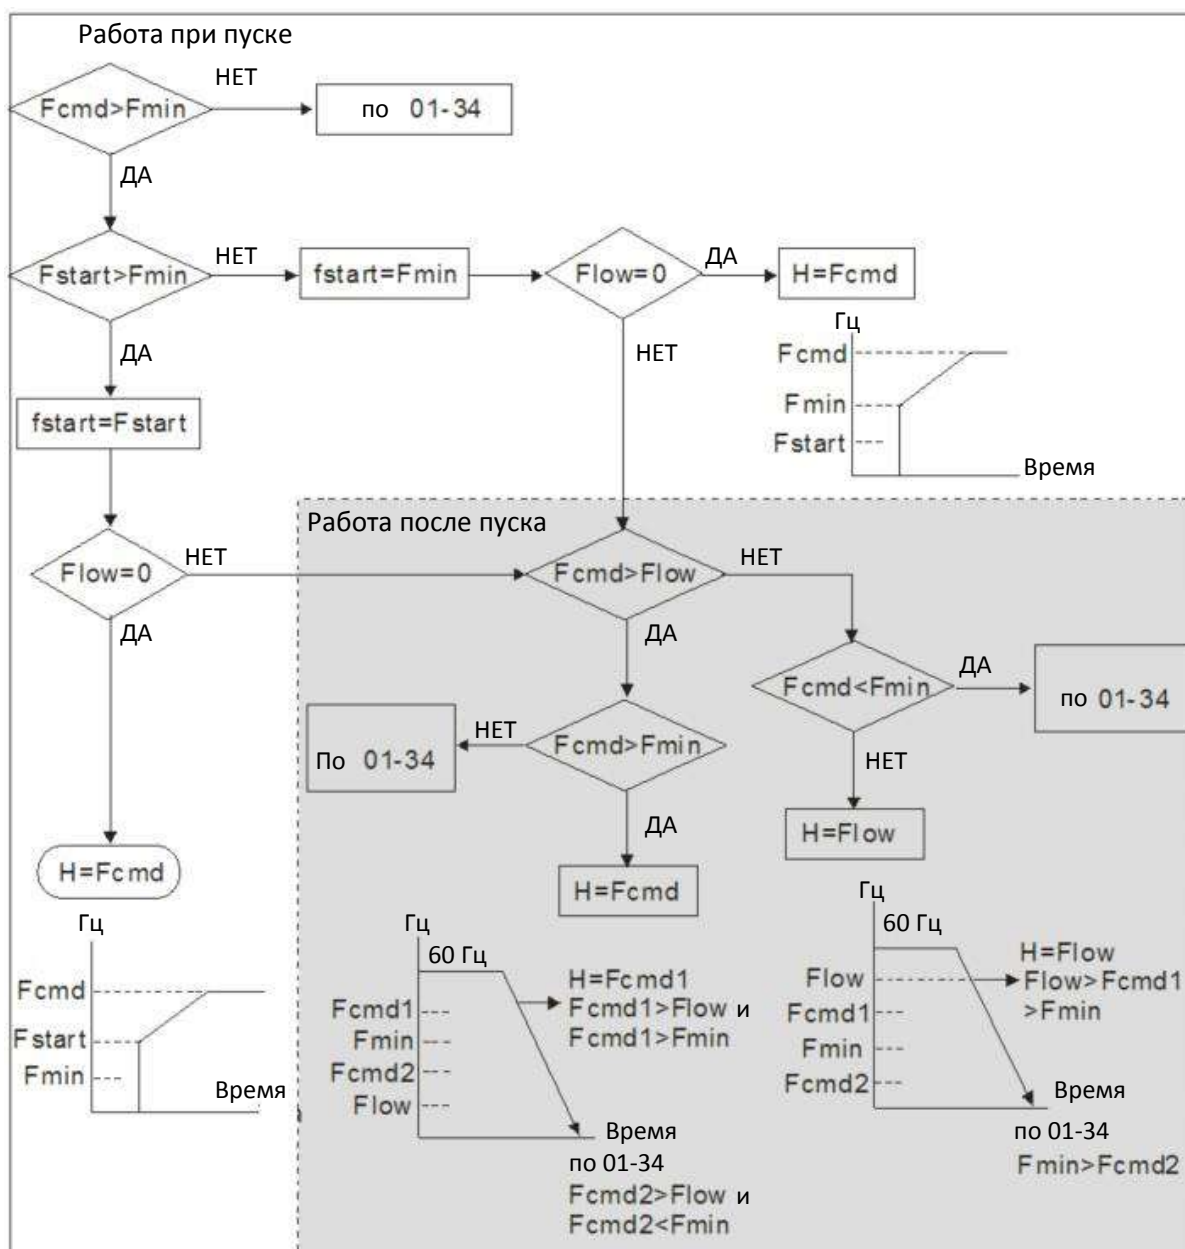 Работа при пуске
Fcmd>Fmin
НЕТ
по 01-34
ДА
Fstart>Fmin
НЕТ
fstart=Fmin
Flow=0
ДА
H=Fcmd
ДА
НЕТ
fstart=Fstart
Гц
Fcmd
Fmin
Fstart
Время
Работа после пуска
Flow=0
НЕТ
Fcmd>Flow
НЕТ
ДА
ДА
Fcmd<Fmin
ДА
по 01-34
По 01-34
НЕТ
Fcmd>Fmin
НЕТ
ДА
H=Flow
H=Fcmd
H=Fcmd
Гц
Fcmd
Fstart
Fmin
Время
Гц
60 Гц
Fcmd1
Fmin
Fcmd2
Flow
H=Fcmd1
Fcmd1>Flow и
Fcmd1>Fmin
Время
по 01-34
Fcmd2>Flow и
Fcmd2<Fmin
Гц
60 Гц
Flow
Fcmd1
Fmin
Fcmd2
H=Flow
Flow>Fcmd1
>Fmin
Время
по 01-34
Fmin>Fcmd2